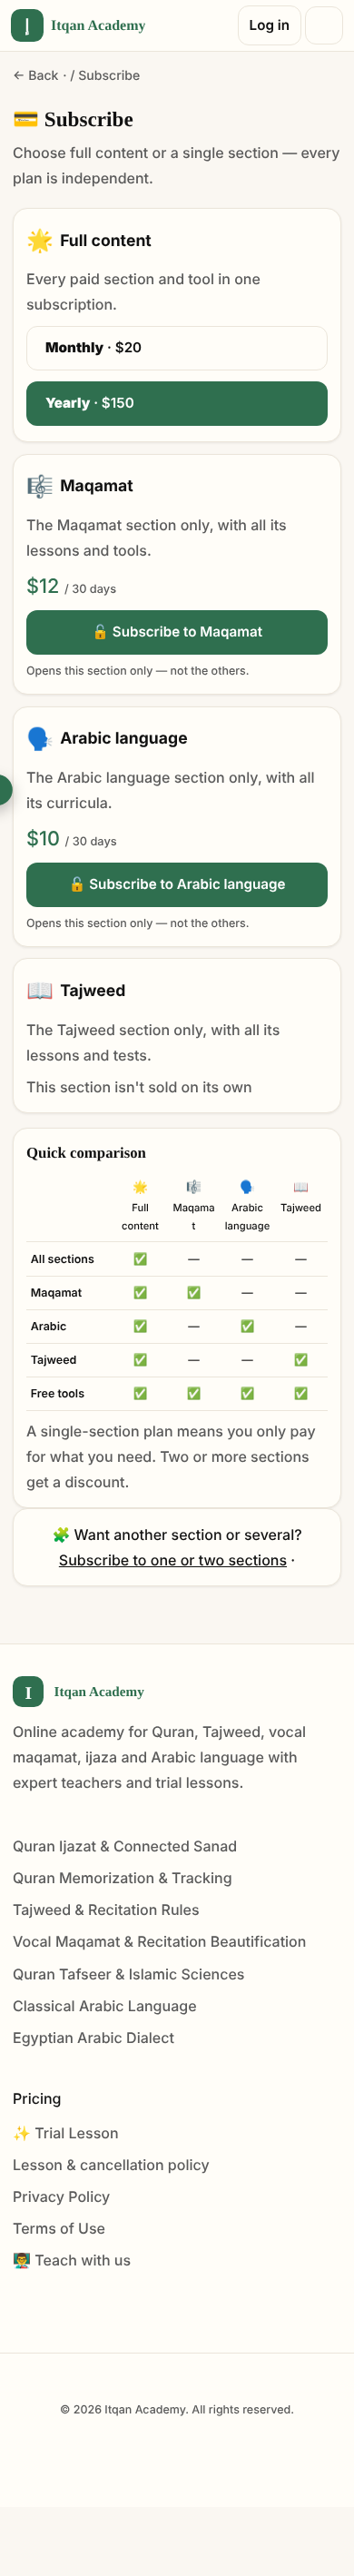 Itqan Academy
Log in
← Back · / Subscribe
💳 Subscribe
Choose full content or a single section — every
plan is independent.
🌟 Full content
Every paid section and tool in one
subscription.
Monthly · $20
Yearly · $150
🎼 Maqamat
The Maqamat section only, with all its
lessons and tools.
$12 / 30 days
🔓 Subscribe to Maqamat
Opens this section only — not the others.
🗣️ Arabic language
The Arabic language section only, with all
its curricula.
$10 / 30 days
🔓 Subscribe to Arabic language
Opens this section only — not the others.
📖 Tajweed
The Tajweed section only, with all its
lessons and tests.
This section isn't sold on its own
Quick comparison
🌟 🎼 🗣️ 📖
Full Maqama Arabic Tajweed
content t language
All sections ✅ — — —
Maqamat ✅ ✅ — —
Arabic ✅ — ✅ —
Tajweed ✅ — — ✅
Free tools ✅ ✅ ✅ ✅
A single-section plan means you only pay
for what you need. Two or more sections
get a discount.
🧩 Want another section or several?
Subscribe to one or two sections ·
I Itqan Academy
Online academy for Quran, Tajweed, vocal
maqamat, ijaza and Arabic language with
expert teachers and trial lessons.
Quran Ijazat & Connected Sanad
Quran Memorization & Tracking
Tajweed & Recitation Rules
Vocal Maqamat & Recitation Beautification
Quran Tafseer & Islamic Sciences
Classical Arabic Language
Egyptian Arabic Dialect
Pricing
✨ Trial Lesson
Lesson & cancellation policy
Privacy Policy
Terms of Use
👨‍🏫 Teach with us
© 2026 Itqan Academy. All rights reserved.